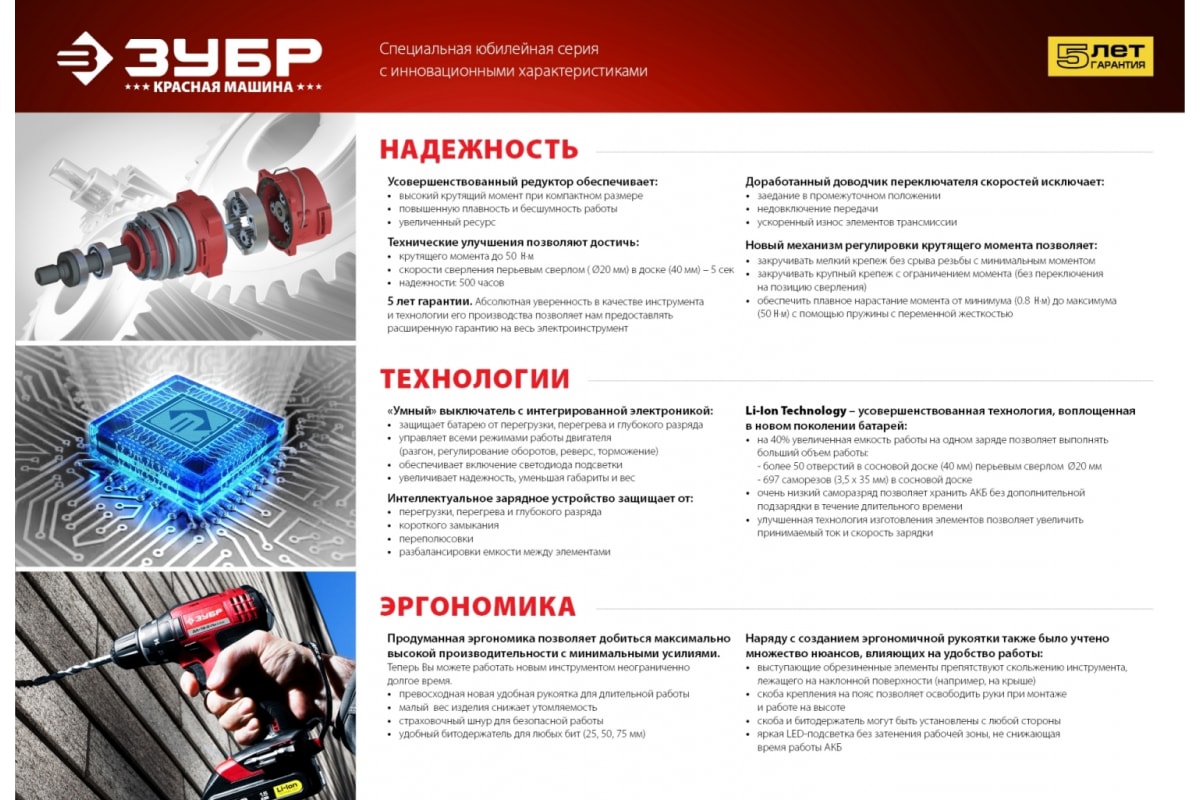 ЗУБР
КРАСНАЯ МАШИНА
Специальная юбилейная серия
с инновационными характеристиками
5 ЛЕТ
ГАРАНТИЯ
НАДЕЖНОСТЬ
Усовершенствованный редуктор обеспечивает:
• высокий крутящий момент при компактном размере
• повышенную плавность и бесшумность работы
• увеличенный ресурс
Технические улучшения позволяют достичь:
• крутящего момента до 50 Н·м
• скорости сверления перьевым сверлом ( Ø20 мм) в доске (40 мм) – 5 сек
• надежности: 500 часов
5 лет гарантии. Абсолютная уверенность в качестве инструмента
и технологии его производства позволяет нам предоставлять
расширенную гарантию на весь электроинструмент
Доработанный доводчик переключателя скоростей исключает:
• заедание в промежуточном положении
• недовключение передачи
• ускоренный износ элементов трансмиссии
Новый механизм регулировки крутящего момента позволяет:
• закручивать мелкий крепеж без срыва резьбы с минимальным моментом
• закручивать крупный крепеж с ограничением момента (без переключения
на позицию сверления)
• обеспечить плавное нарастание момента от минимума (0.8 Н·м) до максимума
(50 Н·м) с помощью пружины с переменной жесткостью
ТЕХНОЛОГИИ
«Умный» выключатель с интегрированной электроникой:
• защищает батарею от перегрузки, перегрева и глубокого разряда
• управляет всеми режимами работы двигателя
(разгон, регулирование оборотов, реверс, торможение)
• обеспечивает включение светодиода подсветки
• увеличивает надежность, уменьшая габариты и вес
Интеллектуальное зарядное устройство защищает от:
• перегрузки, перегрева и глубокого разряда
• короткого замыкания
• переполюсовки
• разбалансировки емкости между элементами
Li-Ion Technology – усовершенствованная технология, воплощенная
в новом поколении батарей:
• на 40% увеличенная емкость работы на одном заряде позволяет выполнять
больший объем работы:
- более 50 отверстий в сосновой доске (40 мм) перьевым сверлом Ø20 мм
- 697 саморезов (3,5 х 35 мм) в сосновой доске
• очень низкий саморазряд позволяет хранить АКБ без дополнительной
подзарядки в течение длительного времени
• улучшенная технология изготовления элементов позволяет увеличить
принимаемый ток и скорость зарядки
ЭРГОНОМИКА
Продуманная эргономика позволяет добиться максимально
высокой производительности с минимальными усилиями.
Теперь Вы можете работать новым инструментом неограниченно
долгое время.
• превосходная новая удобная рукоятка для длительной работы
• малый вес изделия снижает утомляемость
• страховочный шнур для безопасной работы
• удобный битодержатель для любых бит (25, 50, 75 мм)
Наряду с созданием эргономичной рукоятки также было учтено
множество нюансов, влияющих на удобство работы:
• выступающие обрезиненные элементы препятствуют скольжению инструмента,
лежащего на наклонной поверхности (например, на крыше)
• скоба крепления на пояс позволяет освободить руки при монтаже
и работе на высоте
• скоба и битодержатель могут быть установлены с любой стороны
• яркая LED-подсветка без затенения рабочей зоны, не снижающая
время работы АКБ
ЗУБР
Li-Ion